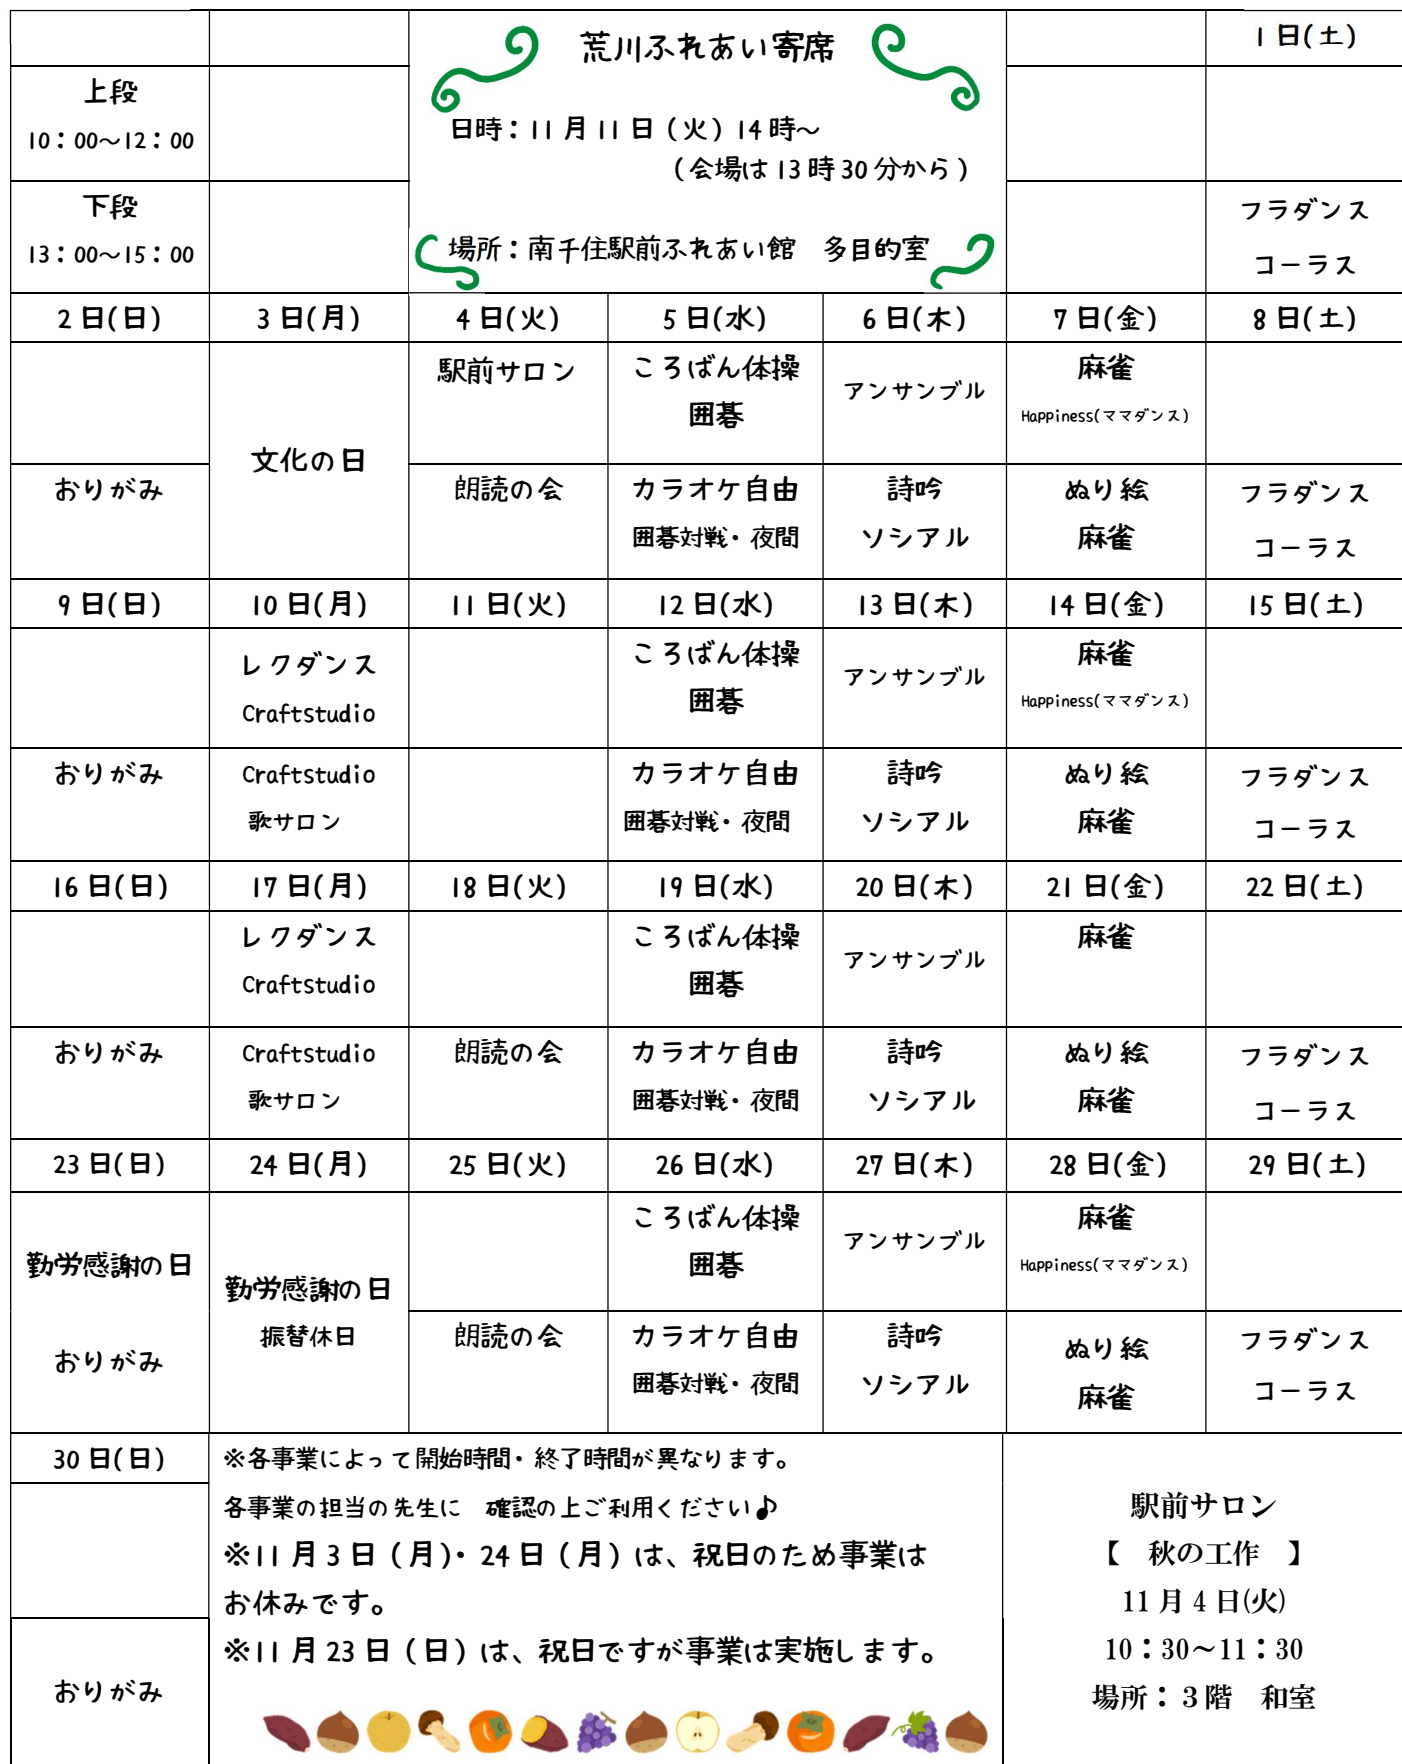 荒川ふれあい寄席
日時：11月11日（火）14時～
（会場は13時30分から）
場所：南千住駅前ふれあい館　多目的室
1日(土)
上段
10：00～12：00
下段
13：00～15：00
フラダンス
コーラス
2日(日) 3日(月) 4日(火) 5日(水) 6日(木) 7日(金) 8日(土)
文化の日
駅前サロン
ころばん体操
囲碁
アンサンブル
麻雀
Happiness(ママダンス)
おりがみ
朗読の会
カラオケ自由
囲碁対戦・夜間
詩吟
ソシアル
ぬり絵
麻雀
フラダンス
コーラス
9日(日) 10日(月) 11日(火) 12日(水) 13日(木) 14日(金) 15日(土)
レクダンス
Craftstudio
ころばん体操
囲碁
アンサンブル
麻雀
Happiness(ママダンス)
おりがみ
Craftstudio
歌サロン
カラオケ自由
囲碁対戦・夜間
詩吟
ソシアル
ぬり絵
麻雀
フラダンス
コーラス
16日(日) 17日(月) 18日(火) 19日(水) 20日(木) 21日(金) 22日(土)
レクダンス
Craftstudio
ころばん体操
囲碁
アンサンブル
麻雀
おりがみ
Craftstudio
歌サロン
朗読の会
カラオケ自由
囲碁対戦・夜間
詩吟
ソシアル
ぬり絵
麻雀
フラダンス
コーラス
23日(日) 24日(月) 25日(火) 26日(水) 27日(木) 28日(金) 29日(土)
勤労感謝の日
おりがみ
勤労感謝の日
振替休日
ころばん体操
囲碁
アンサンブル
麻雀
Happiness(ママダンス)
朗読の会
カラオケ自由
囲碁対戦・夜間
詩吟
ソシアル
ぬり絵
麻雀
フラダンス
コーラス
30日(日)
おりがみ
※各事業によって開始時間・終了時間が異なります。
各事業の担当の先生に　確認の上ご利用ください♪
※11月3日（月）・24日（月）は、祝日のため事業は
お休みです。
※11月23日（日）は、祝日ですが事業は実施します。
駅前サロン
【　秋の工作　】
11月4日(火)
10：30～11：30
場所：3階　和室